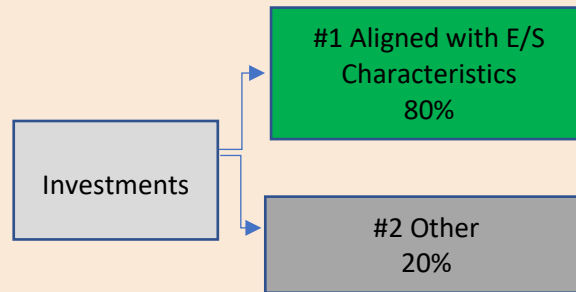 #1 Aligned with E/S
Characteristics
80%
Investments
#2 Other
20%